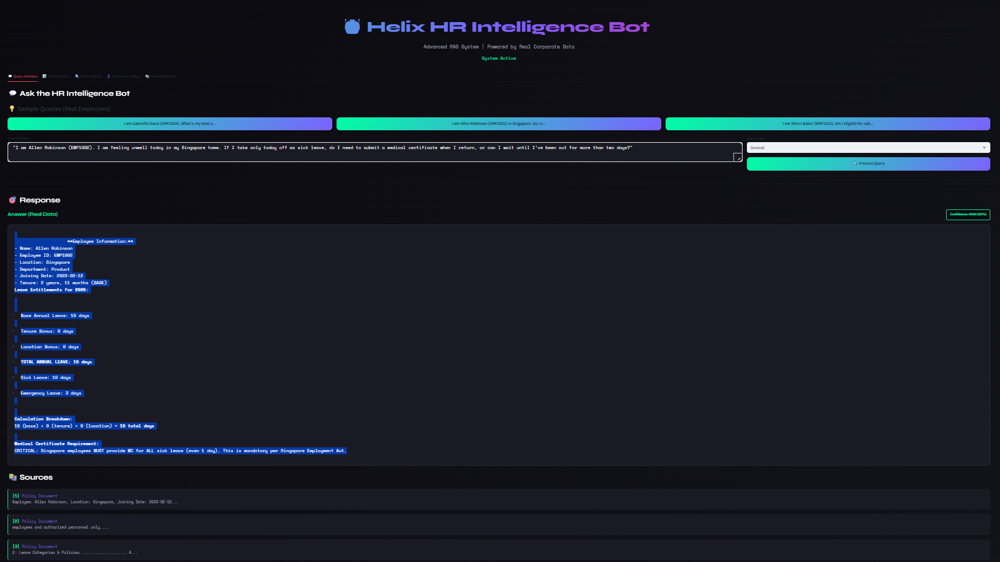 Helix HR Intelligence Bot
Advanced RAG System | Powered by Real Corporate Data
System Active
Query Interface
Data Analytics
Data Integrity
Employee Lookup
Knowledge Base
Ask the HR Intelligence Bot
Sample Queries (Real Employees)
I am Gabrielle Davis (EMP1004). What is my total a...
I am Allen Robinson (EMP1002) in Singapore. Do I n...
I am Sherri Baker (EMP1015). Am I eligible for sab...
Your Question
Query Type
"I am Allen Robinson (EMP1002). I am feeling unwell today in my Singapore home. If I take only today off as sick leave, do I need to submit a medical certificate when I return, or can I wait until I've been out for more than two days?"
General
Process Query
Response
Answer (Real Data)
Confidence: HIGH (95%)
**Employee Information:**
- Name: Allen Robinson
- Employee ID: EMP1002
- Location: Singapore
- Department: Product
- Joining Date: 2023-02-12
- Tenure: 2 years, 11 months (BASE)
Leave Entitlements for 2026:
Base Annual Leave: 15 days
Tenure Bonus: 0 days
Location Bonus: 0 days
TOTAL ANNUAL LEAVE: 15 days
Sick Leave: 10 days
Emergency Leave: 3 days
Calculation Breakdown:
15 (base) + 0 (tenure) + 0 (location) = 15 total days
Medical Certificate Requirement:
CRITICAL: Singapore employees MUST provide MC for ALL sick leave (even 1 day). This is mandatory per Singapore Employment Act.
Sources
[1] Policy Document
Employee: Allen Robinson, Location: Singapore, Joining Date: 2023-02-12...
[2] Policy Document
employees and authorized personnel only....
[3] Policy Document
2. Leave Categories & Policies .................... 4...